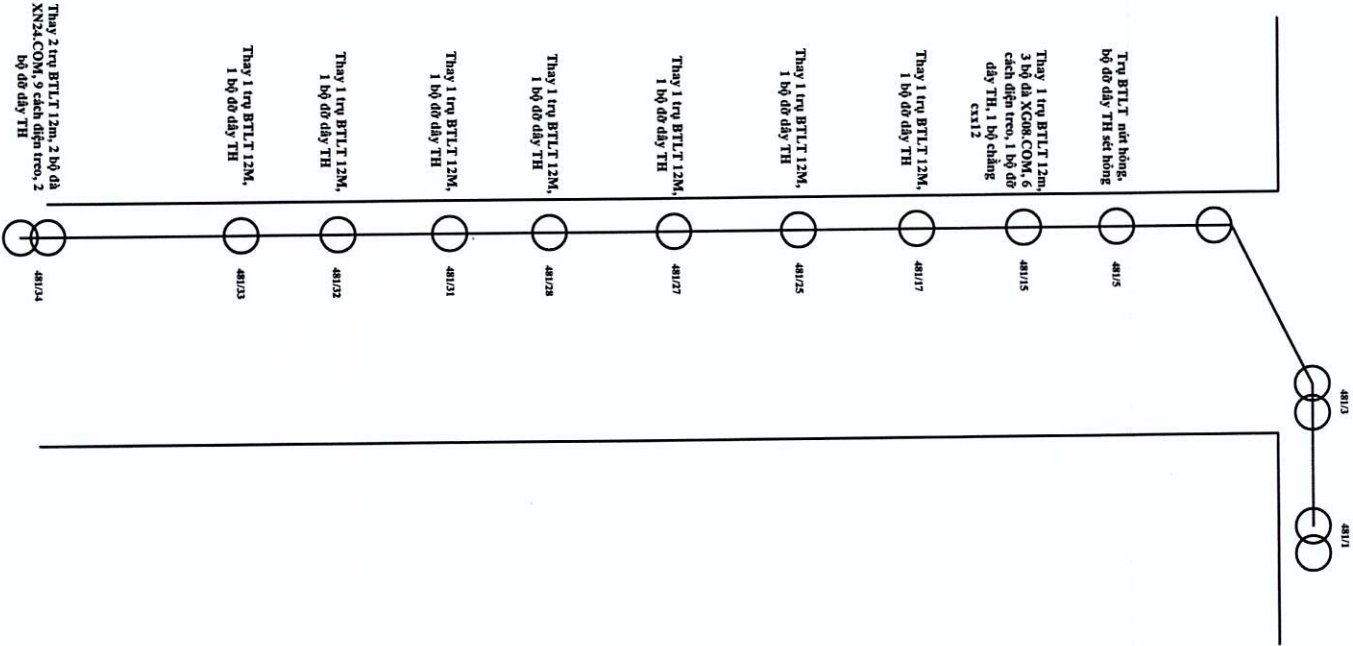 Trụ BTLT nứt hỏng,
bộ đỡ dây TH sét hỏng
Thay 1 trụ BTLT 12m,
3 bộ đà XG08.COM, 6
cách điện treo, 1 bộ đỡ
dây TH, 1 bộ chằng
cxx12
Thay 1 trụ BTLT 12M,
1 bộ đỡ dây TH
Thay 1 trụ BTLT 12M,
1 bộ đỡ dây TH
Thay 1 trụ BTLT 12M,
1 bộ đỡ dây TH
Thay 1 trụ BTLT 12M,
1 bộ đỡ dây TH
Thay 1 trụ BTLT 12M,
1 bộ đỡ dây TH
Thay 1 trụ BTLT 12M,
1 bộ đỡ dây TH
Thay 1 trụ BTLT 12M,
1 bộ đỡ dây TH
Thay 2 trụ BTLT 12m, 2 bộ đà
XN24.COM, 9 cách điện treo, 2
bộ đỡ dây TH
481/1
481/3
481/5
481/15
481/17
481/25
481/27
481/28
481/31
481/32
481/33
481/34